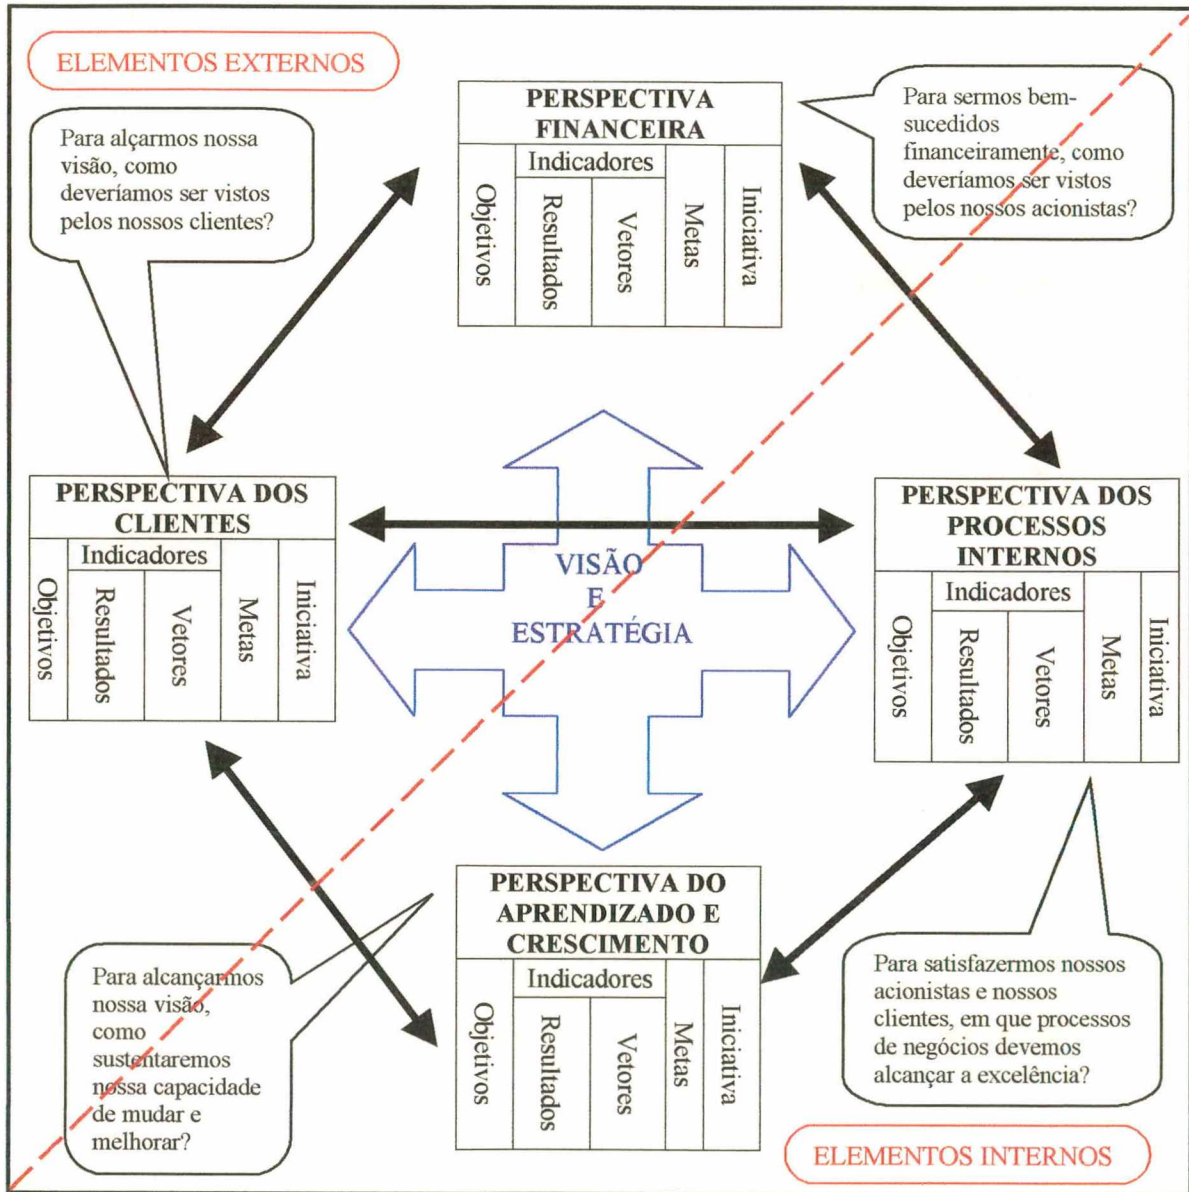 ELEMENTOS EXTERNOS
Para alçarmos nossa
visão, como
deveríamos ser vistos
pelos nossos clientes?
PERSPECTIVA
FINANCEIRA
Indicadores
Objetivos
Resultados
Vetores
Metas
Iniciativa
Para sermos bem-
sucedidos
financeiramente, como
deveríamos ser vistos
pelos nossos acionistas?
PERSPECTIVA DOS
CLIENTES
Indicadores
Objetivos
Resultados
Vetores
Metas
Iniciativa
VISÃO
E
ESTRATÉGIA
PERSPECTIVA DOS
PROCESSOS
INTERNOS
Indicadores
Objetivos
Resultados
Vetores
Metas
Iniciativa
Para alcançarmos
nossa visão,
como
sustentaremos
nossa capacidade
de mudar e
melhorar?
PERSPECTIVA DO
APRENDIZADO E
CRESCIMENTO
Indicadores
Objetivos
Resultados
Vetores
Metas
Iniciativa
Para satisfazermos nossos
acionistas e nossos
clientes, em que processos
de negócios devemos
alcançar a excelência?
ELEMENTOS INTERNOS